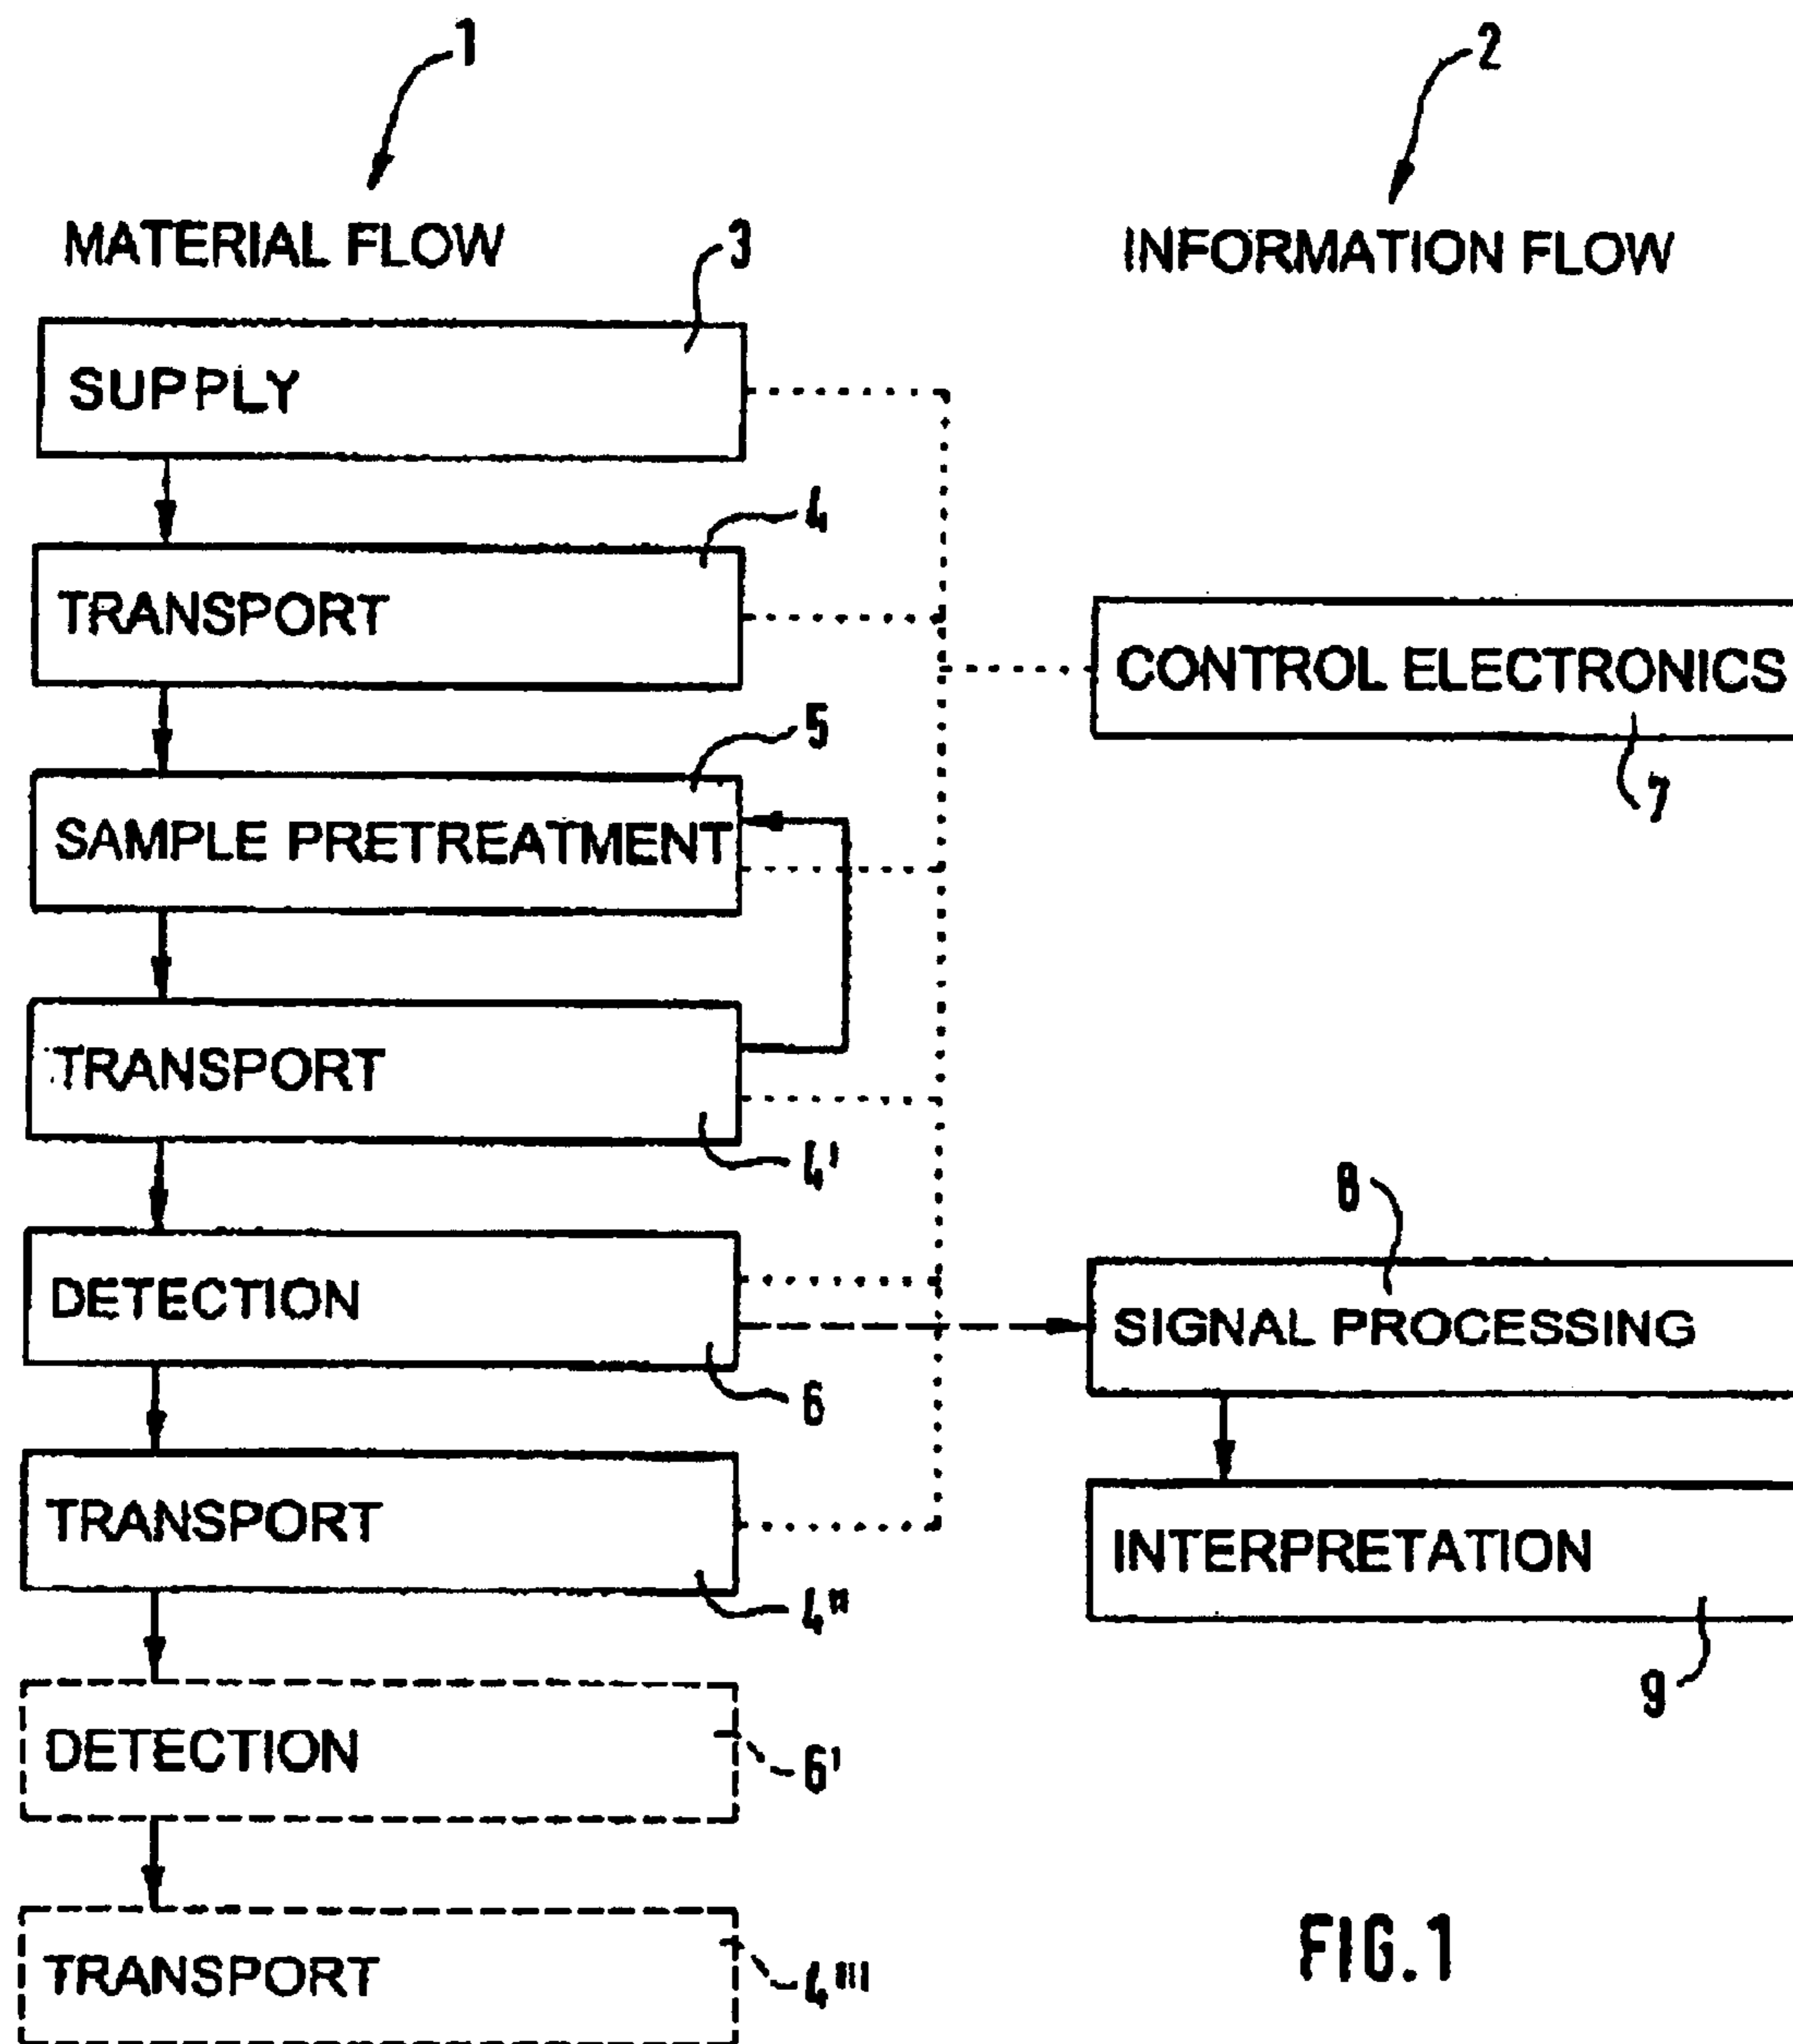 1
2
MATERIAL FLOW
INFORMATION FLOW
3
SUPPLY
4
TRANSPORT
CONTROL ELECTRONICS
7
5
SAMPLE PRETREATMENT
TRANSPORT
4'
8
DETECTION
SIGNAL PROCESSING
6
TRANSPORT
INTERPRETATION
4"
9
DETECTION
6'
TRANSPORT
4'''
FIG.1